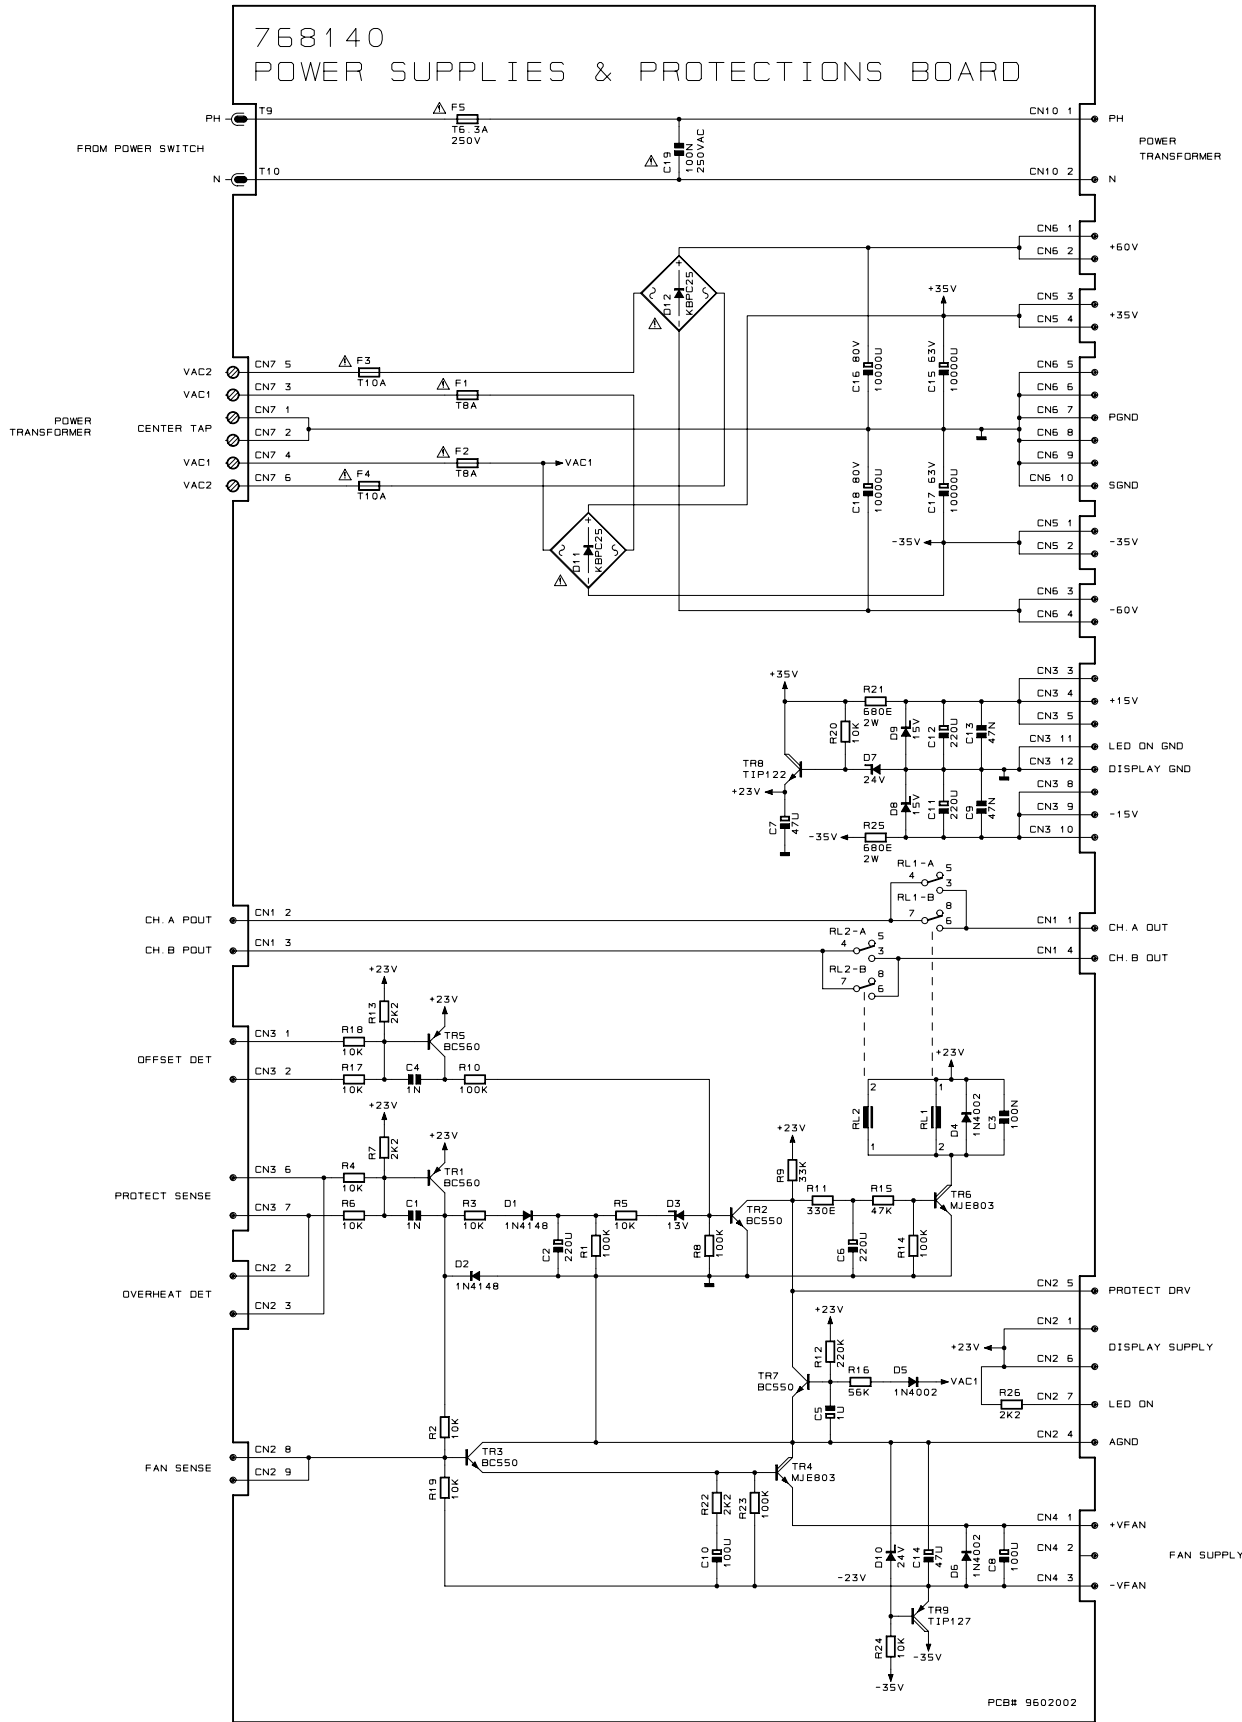 768140
POWER SUPPLIES & PROTECTIONS BOARD
PH
T9
F5
T6.3A
250V
CN10 1
PH
FROM POWER SWITCH
C19
100N
250VAC
POWER
TRANSFORMER
N
T10
CN10 2
N
CN6 1
CN6 2
+60V
D12
KBPC25
+35V
CN5 3
CN5 4
+35V
VAC2
CN7 5
F3
T10A
VAC1
CN7 3
F1
T8A
C16 80V
10000U
C15 63V
10000U
CN6 5
CN6 6
POWER
TRANSFORMER
CENTER TAP
CN7 1
CN7 2
CN6 7
PGND
CN6 8
VAC1
CN7 4
F2
T8A
VAC1
CN6 9
VAC2
CN7 6
F4
T10A
C18 80V
10000U
C17 63V
10000U
CN6 10
SGND
D11
KBPC25
-35V
CN5 1
CN5 2
-35V
CN6 3
CN6 4
-60V
+35V
R21
680E
2W
CN3 3
CN3 4
+15V
CN3 5
R20
10K
D9
15V
C12
220U
C13
47N
CN3 11
LED ON GND
TR8
TIP122
D7
24V
CN3 12
DISPLAY GND
+23V
CN3 8
D8
15V
C11
220U
C9
47N
CN3 9
-15V
C7
47U
-35V
R25
680E
2W
CN3 10
RL1-A
4
5
3
RL1-B
7
8
6
CH.A POUT
CN1 2
CN1 1
CH.A OUT
CH.B POUT
CN1 3
RL2-A
4
5
3
CN1 4
CH.B OUT
RL2-B
7
8
6
+23V
R13
2K2
+23V
TR5
BC560
OFFSET DET
CN3 1
R18
10K
CN3 2
R17
10K
C4
1N
R10
100K
+23V
2
RL2
1
1
RL1
2
D4
1N4002
C3
100N
+23V
R7
2K2
+23V
TR1
BC560
+23V
R9
33K
PROTECT SENSE
CN3 6
R4
10K
CN3 7
R6
10K
C1
1N
R3
10K
D1
1N4148
R5
10K
D3
13V
TR2
BC550
R11
330E
R15
47K
TR6
MJE803
C2
220U
R1
100K
R8
100K
C6
220U
R14
100K
D2
1N4148
OVERHEAT DET
CN2 2
CN2 3
CN2 5
PROTECT DRV
+23V
R12
220K
CN2 1
+23V
DISPLAY SUPPLY
CN2 6
TR7
BC550
R16
56K
D5
1N4002
VAC1
R26
2K2
CN2 7
LED ON
C5
1U
R2
10K
CN2 4
AGND
FAN SENSE
CN2 8
CN2 9
TR3
BC550
TR4
MJE803
R19
10K
R22
2K2
R23
100K
CN4 1
+VFAN
C10
100U
D10
24V
C14
47U
D6
1N4002
C8
100U
CN4 2
FAN SUPPLY
-23V
CN4 3
-VFAN
TR9
TIP127
R24
10K
-35V
-35V
PCB# 9602002